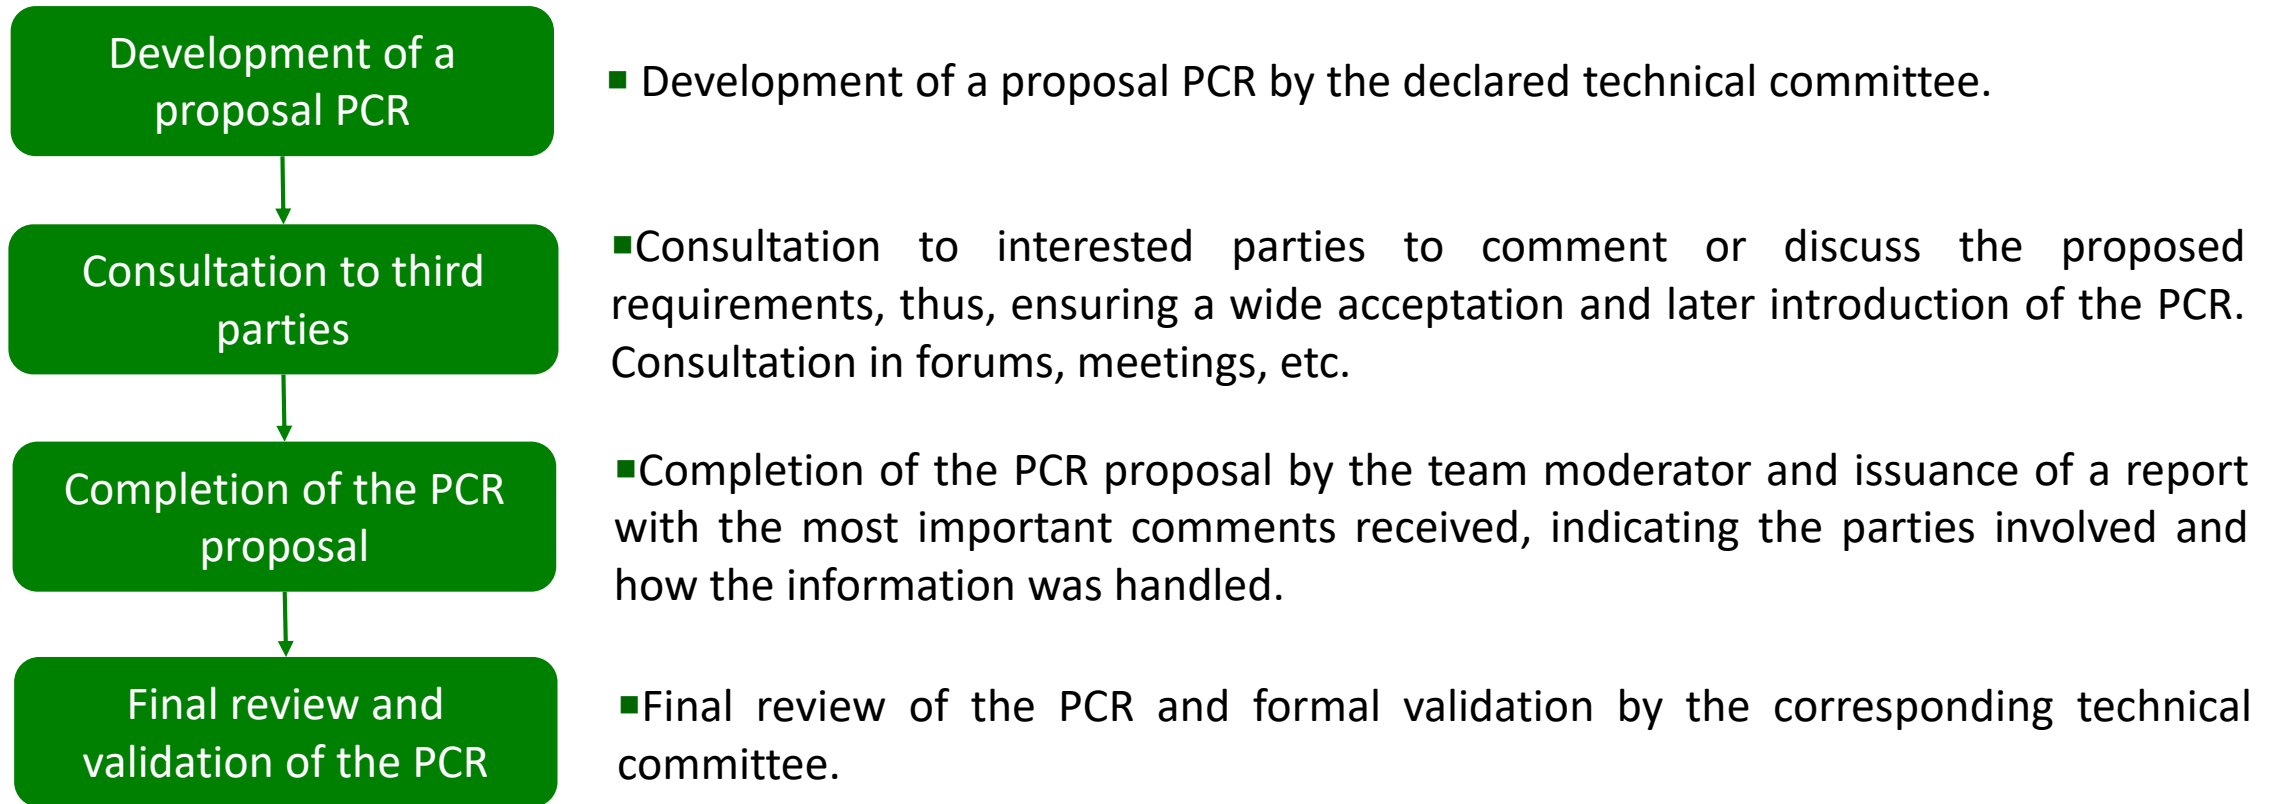 Development of a
proposal PCR
■ Development of a proposal PCR by the declared technical committee.
Consultation to third
parties
■Consultation to interested parties to comment or discuss the proposed
requirements, thus, ensuring a wide acceptation and later introduction of the PCR.
Consultation in forums, meetings, etc.
Completion of the PCR
proposal
■Completion of the PCR proposal by the team moderator and issuance of a report
with the most important comments received, indicating the parties involved and
how the information was handled.
Final review and
validation of the PCR
■Final review of the PCR and formal validation by the corresponding technical
committee.